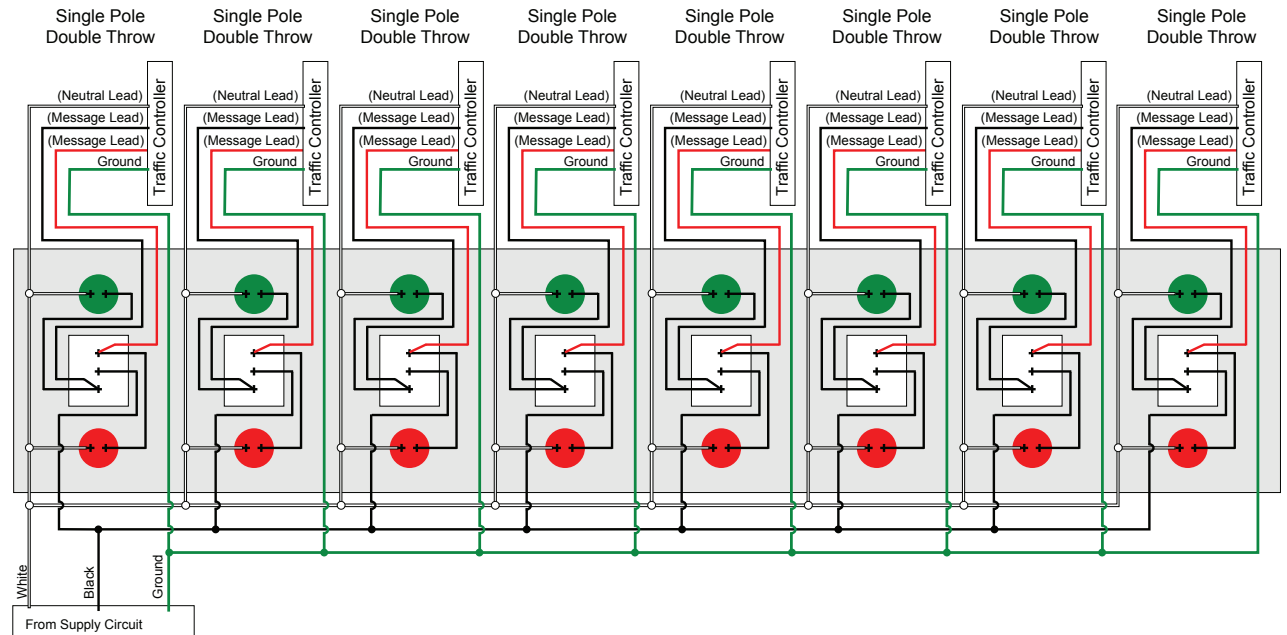 Single Pole
Double Throw
Single Pole
Double Throw
Single Pole
Double Throw
Single Pole
Double Throw
Single Pole
Double Throw
Single Pole
Double Throw
Single Pole
Double Throw
Single Pole
Double Throw
(Neutral Lead)
(Message Lead)
(Message Lead)
Ground
Traffic Controller
(Neutral Lead)
(Message Lead)
(Message Lead)
Ground
Traffic Controller
(Neutral Lead)
(Message Lead)
(Message Lead)
Ground
Traffic Controller
(Neutral Lead)
(Message Lead)
(Message Lead)
Ground
Traffic Controller
(Neutral Lead)
(Message Lead)
(Message Lead)
Ground
Traffic Controller
(Neutral Lead)
(Message Lead)
(Message Lead)
Ground
Traffic Controller
(Neutral Lead)
(Message Lead)
(Message Lead)
Ground
Traffic Controller
(Neutral Lead)
(Message Lead)
(Message Lead)
Ground
Traffic Controller
White
Black
Ground
From Supply Circuit